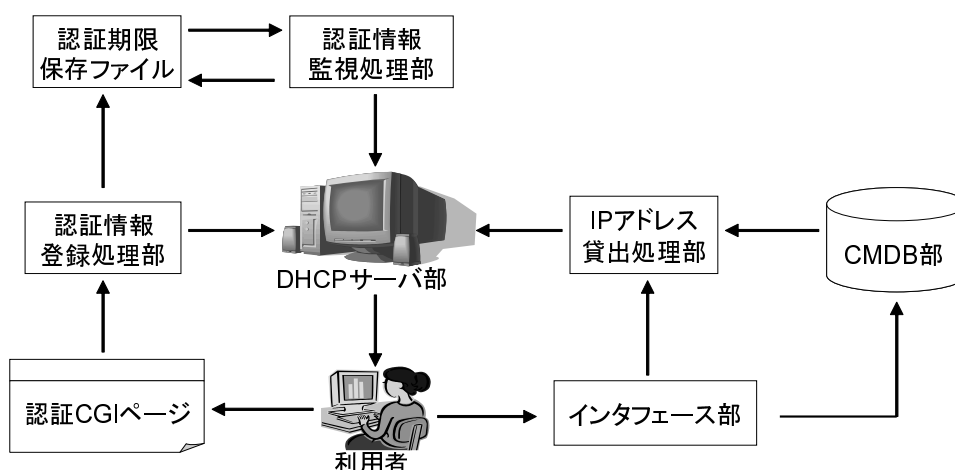 認証期限
保存ファイル
認証情報
監視処理部
認証情報
登録処理部
DHCPサーバ部
IPアドレス
貸出処理部
CMDB部
認証CGIページ
利用者
インタフェース部